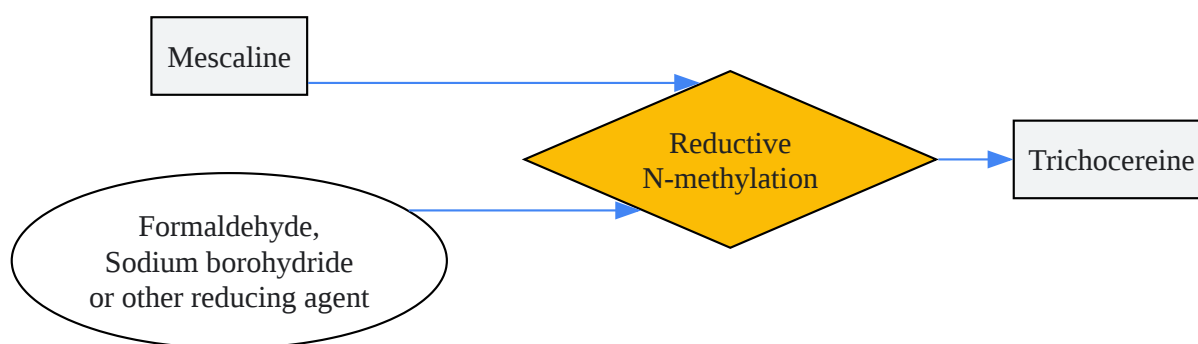 Mescaline
Formaldehyde,
Sodium borohydride
or other reducing agent
Reductive
N-methylation
Trichocereine